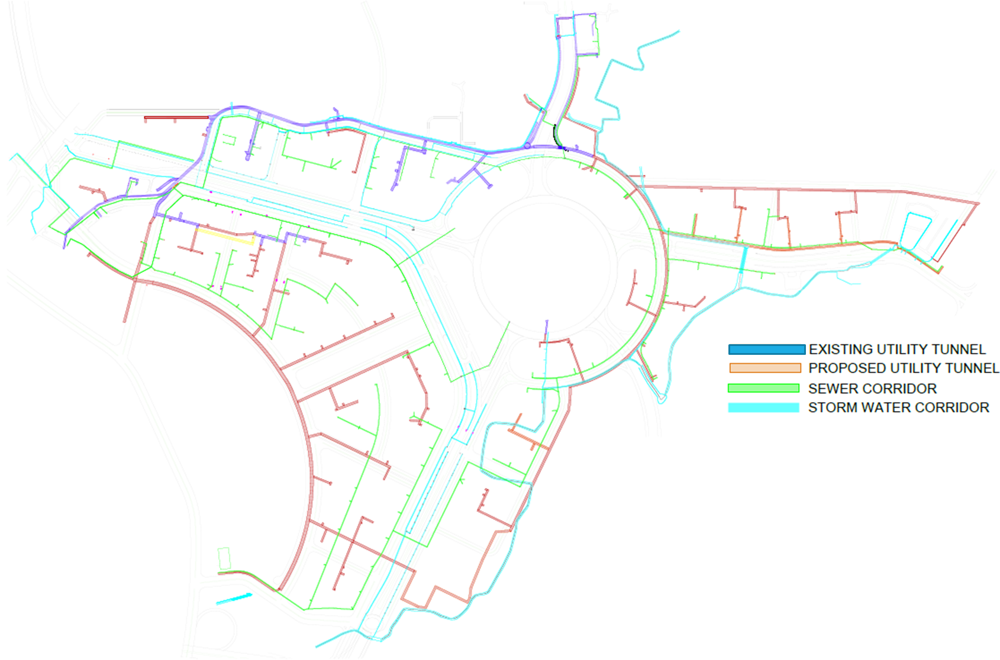 EXISTING UTILITY TUNNEL
PROPOSED UTILITY TUNNEL
SEWER CORRIDOR
STORM WATER CORRIDOR